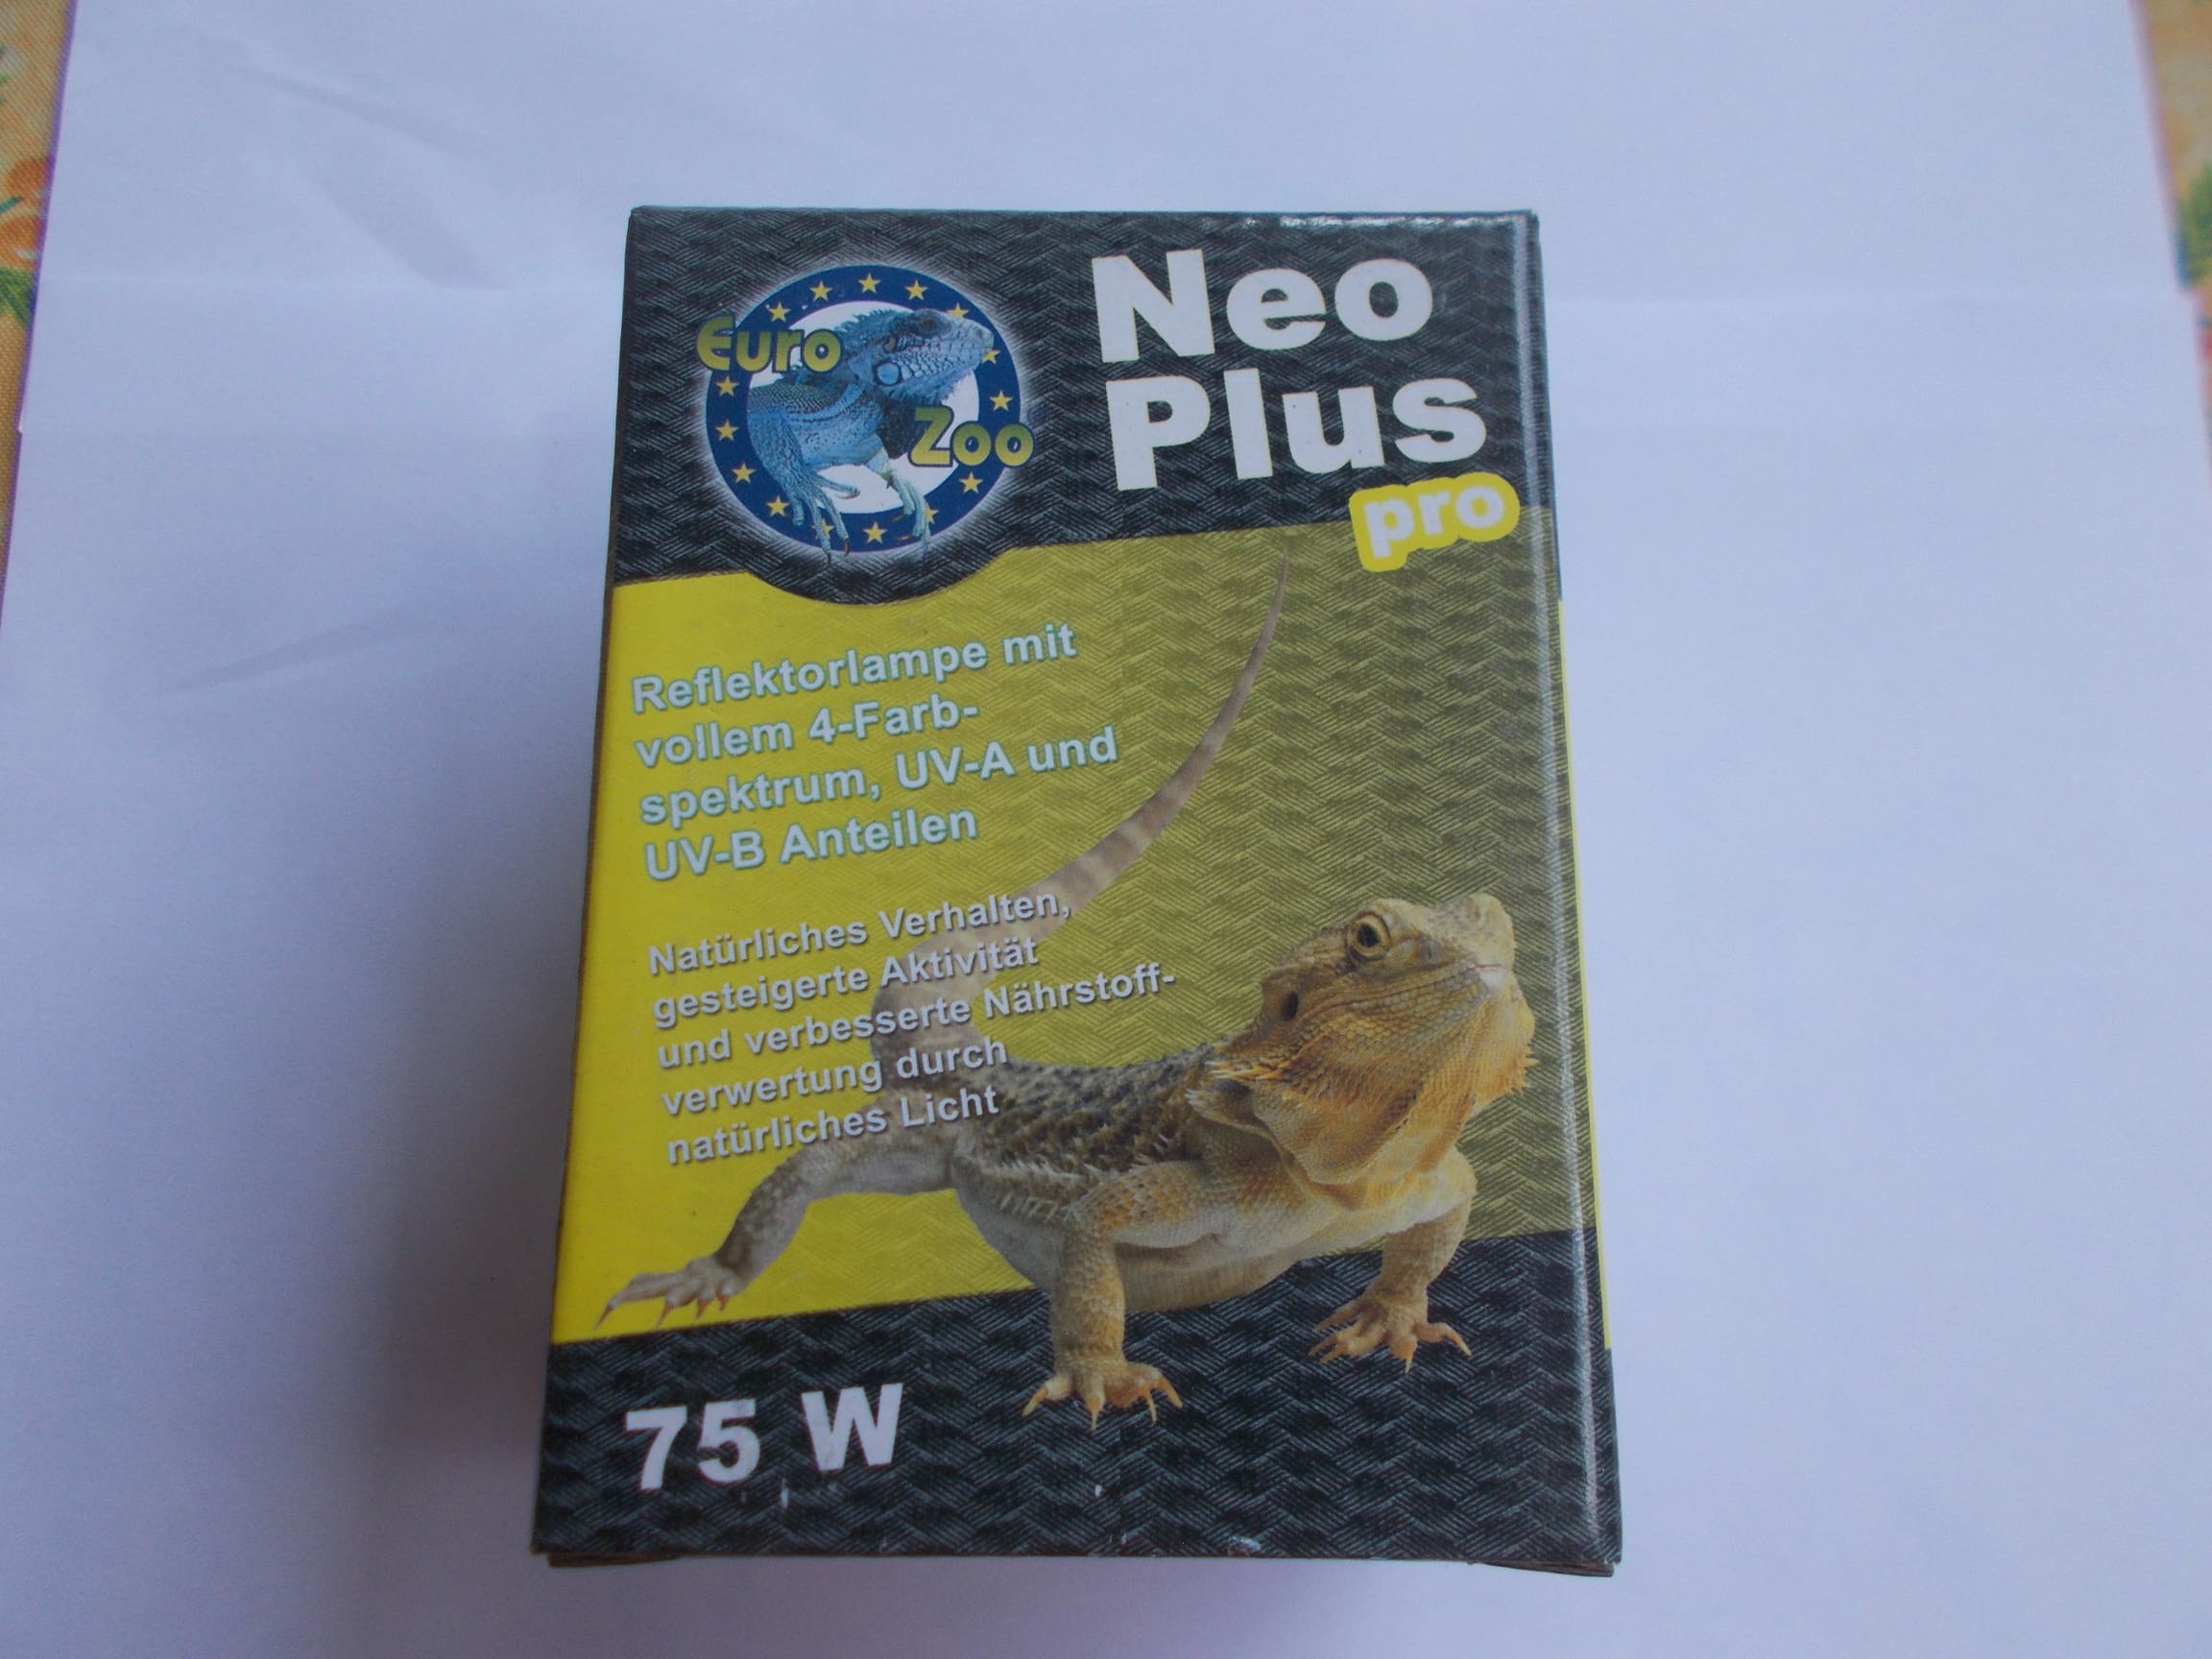 Euro
Zoo
Neo
Plus
pro
Reflektorlampe mit
vollem 4-Farb-
spektrum, UV-A und
UV-B Anteilen
Natürliches Verhalten,
gesteigerte Aktivität
und verbesserte Nährstoff-
verwertung durch
natürliches Licht
75 W